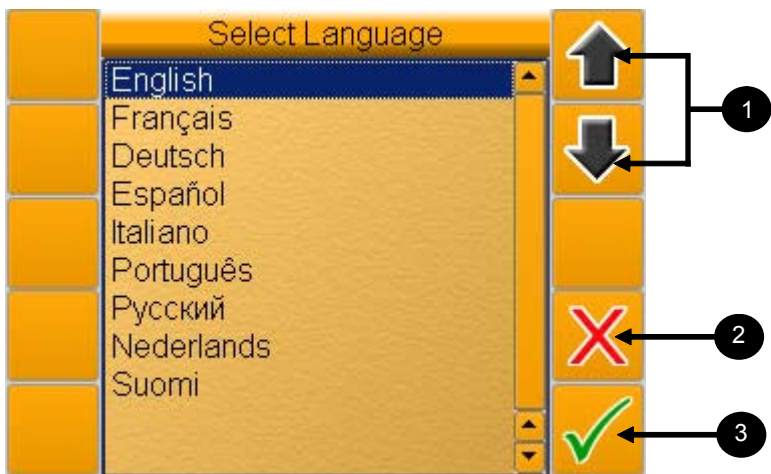 Select Language
English
Français
Deutsch
Español
Italiano
Português
Русский
Nederlands
Suomi
1
2
3